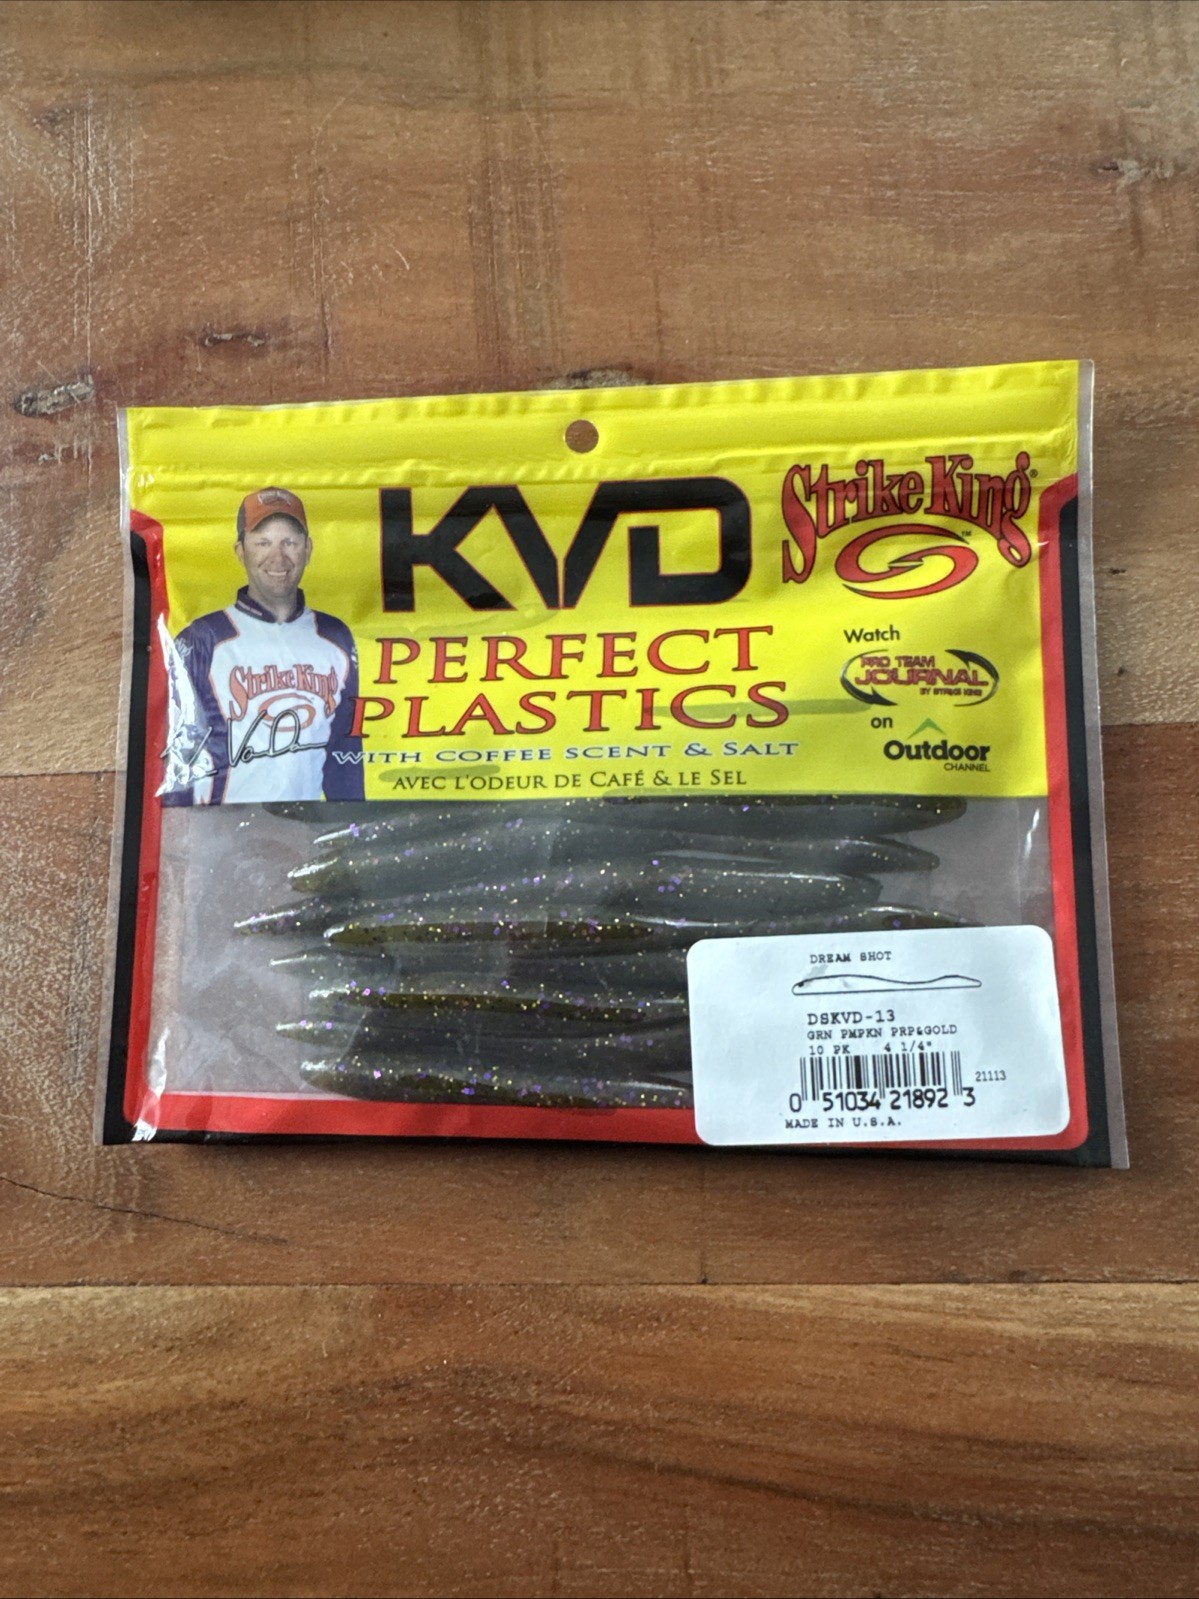 KVD
Strike King®
™
PERFECT
PLASTICS
WITH COFFEE SCENT & SALT
AVEC L'ODEUR DE CAFÉ & LE SEL
Watch
PRO TEAM
JOURNAL
BY STRIKE KING
on
Outdoor
CHANNEL
Strike King
VanDam
DREAM SHOT
DSKVD-13
GRN PMPKN PRP&GOLD
10 PK 4 1/4"
21113
0 51034 21892 3
MADE IN U.S.A.